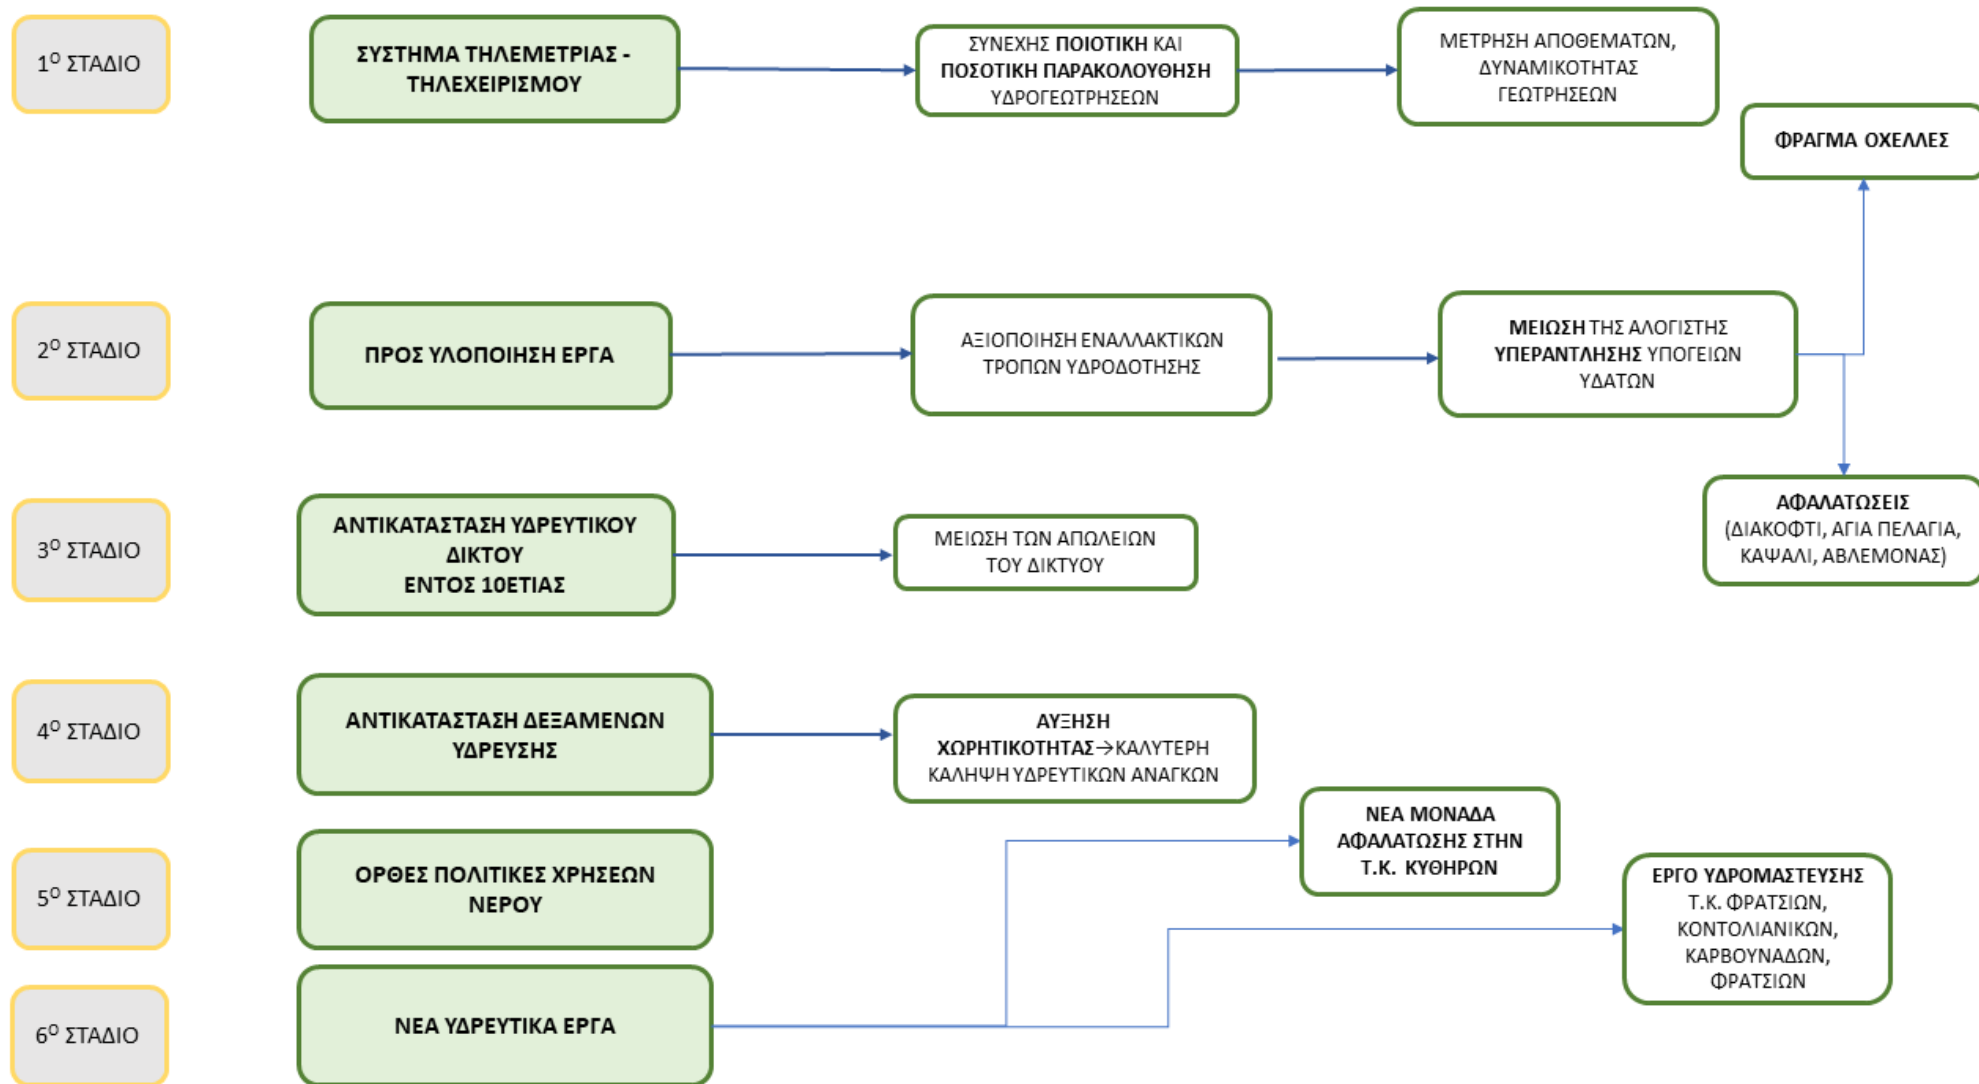 1Ο ΣΤΑΔΙΟ
ΣΥΣΤΗΜΑ ΤΗΛΕΜΕΤΡΙΑΣ -
ΤΗΛΕΧΕΙΡΙΣΜΟΥ
ΣΥΝΕΧΗΣ ΠΟΙΟΤΙΚΗ ΚΑΙ
ΠΟΣΟΤΙΚΗ ΠΑΡΑΚΟΛΟΥΘΗΣΗ
ΥΔΡΟΓΕΩΤΡΗΣΕΩΝ
ΜΕΤΡΗΣΗ ΑΠΟΘΕΜΑΤΩΝ,
ΔΥΝΑΜΙΚΟΤΗΤΑΣ
ΓΕΩΤΡΗΣΕΩΝ
ΦΡΑΓΜΑ ΟΧΕΛΛΕΣ
2Ο ΣΤΑΔΙΟ
ΠΡΟΣ ΥΛΟΠΟΙΗΣΗ ΕΡΓΑ
ΑΞΙΟΠΟΙΗΣΗ ΕΝΑΛΛΑΚΤΙΚΩΝ
ΤΡΟΠΩΝ ΥΔΡΟΔΟΤΗΣΗΣ
ΜΕΙΩΣΗ ΤΗΣ ΑΛΟΓΙΣΤΗΣ
ΥΠΕΡΑΝΤΛΗΣΗΣ ΥΠΟΓΕΙΩΝ
ΥΔΑΤΩΝ
ΑΦΑΛΑΤΩΣΕΙΣ
(ΔΙΑΚΟΦΤΙ, ΑΓΙΑ ΠΕΛΑΓΙΑ,
ΚΑΨΑΛΙ, ΑΒΛΕΜΟΝΑΣ)
3Ο ΣΤΑΔΙΟ
ΑΝΤΙΚΑΤΑΣΤΑΣΗ ΥΔΡΕΥΤΙΚΟΥ
ΔΙΚΤΟΥ
ΕΝΤΟΣ 10ΕΤΙΑΣ
ΜΕΙΩΣΗ ΤΩΝ ΑΠΩΛΕΙΩΝ
ΤΟΥ ΔΙΚΤΥΟΥ
4Ο ΣΤΑΔΙΟ
ΑΝΤΙΚΑΤΑΣΤΑΣΗ ΔΕΞΑΜΕΝΩΝ
ΥΔΡΕΥΣΗΣ
ΑΥΞΗΣΗ
ΧΩΡΗΤΙΚΟΤΗΤΑΣ→ΚΑΛΥΤΕΡΗ
ΚΑΛΗΨΗ ΥΔΡΕΥΤΙΚΩΝ ΑΝΑΓΚΩΝ
5Ο ΣΤΑΔΙΟ
ΟΡΘΕΣ ΠΟΛΙΤΙΚΕΣ ΧΡΗΣΕΩΝ
ΝΕΡΟΥ
ΝΕΑ ΜΟΝΑΔΑ
ΑΦΑΛΑΤΩΣΗΣ ΣΤΗΝ
Τ.Κ. ΚΥΘΗΡΩΝ
ΕΡΓΟ ΥΔΡΟΜΑΣΤΕΥΣΗΣ
Τ.Κ. ΦΡΑΤΣΙΩΝ,
ΚΟΝΤΟΛΙΑΝΙΚΩΝ,
ΚΑΡΒΟΥΝΑΔΩΝ,
ΦΡΑΤΣΙΩΝ
6Ο ΣΤΑΔΙΟ
ΝΕΑ ΥΔΡΕΥΤΙΚΑ ΕΡΓΑ